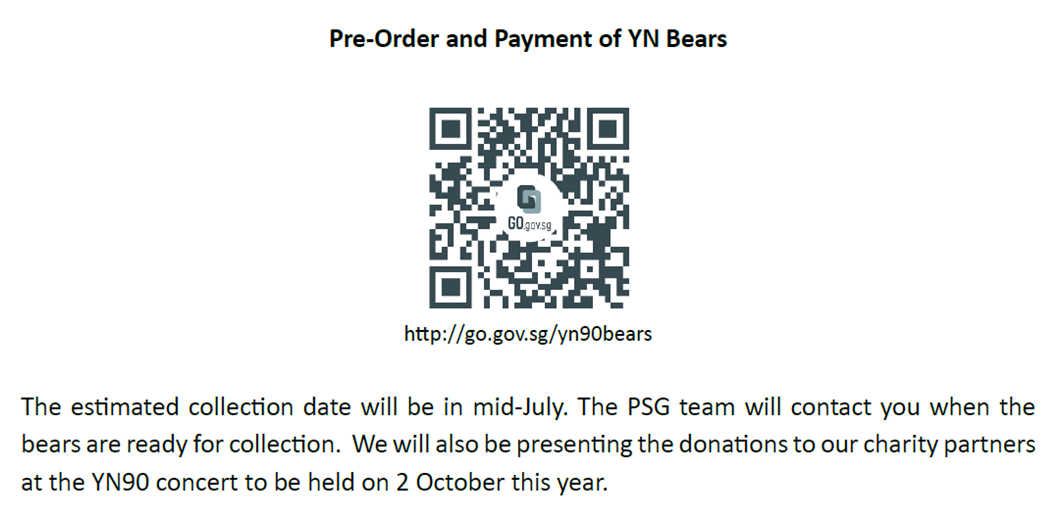 Pre-Order and Payment of YN Bears
GO.gov.sg
http://go.gov.sg/yn90bears
The estimated collection date will be in mid-July. The PSG team will contact you when the
bears are ready for collection.  We will also be presenting the donations to our charity partners
at the YN90 concert to be held on 2 October this year.